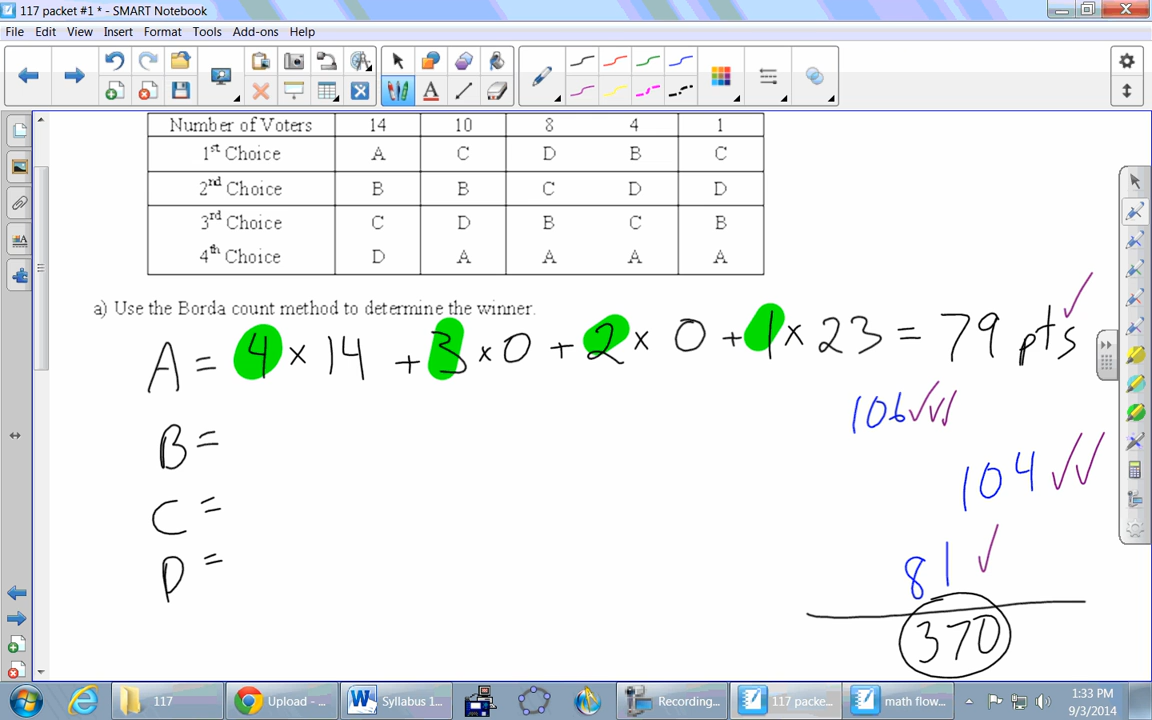 117 packet #1 * - SMART Notebook
File Edit View Insert Format Tools Add-ons Help
Number of Voters 14 10 8 4 1
1st Choice A C D B C
2nd Choice B B C D D
3rd Choice C D B C B
4th Choice D A A A A
a) Use the Borda count method to determine the winner.
A = 4 × 14 + 3 × 0 + 2 × 0 + 1 × 23 = 79 pts ✓
106 ✓✓✓
B =
104 ✓✓
C =
D =
81 ✓
370
117
Upload - ...
Syllabus 1...
Recording...
117 packe...
math flow...
1:33 PM
9/3/2014